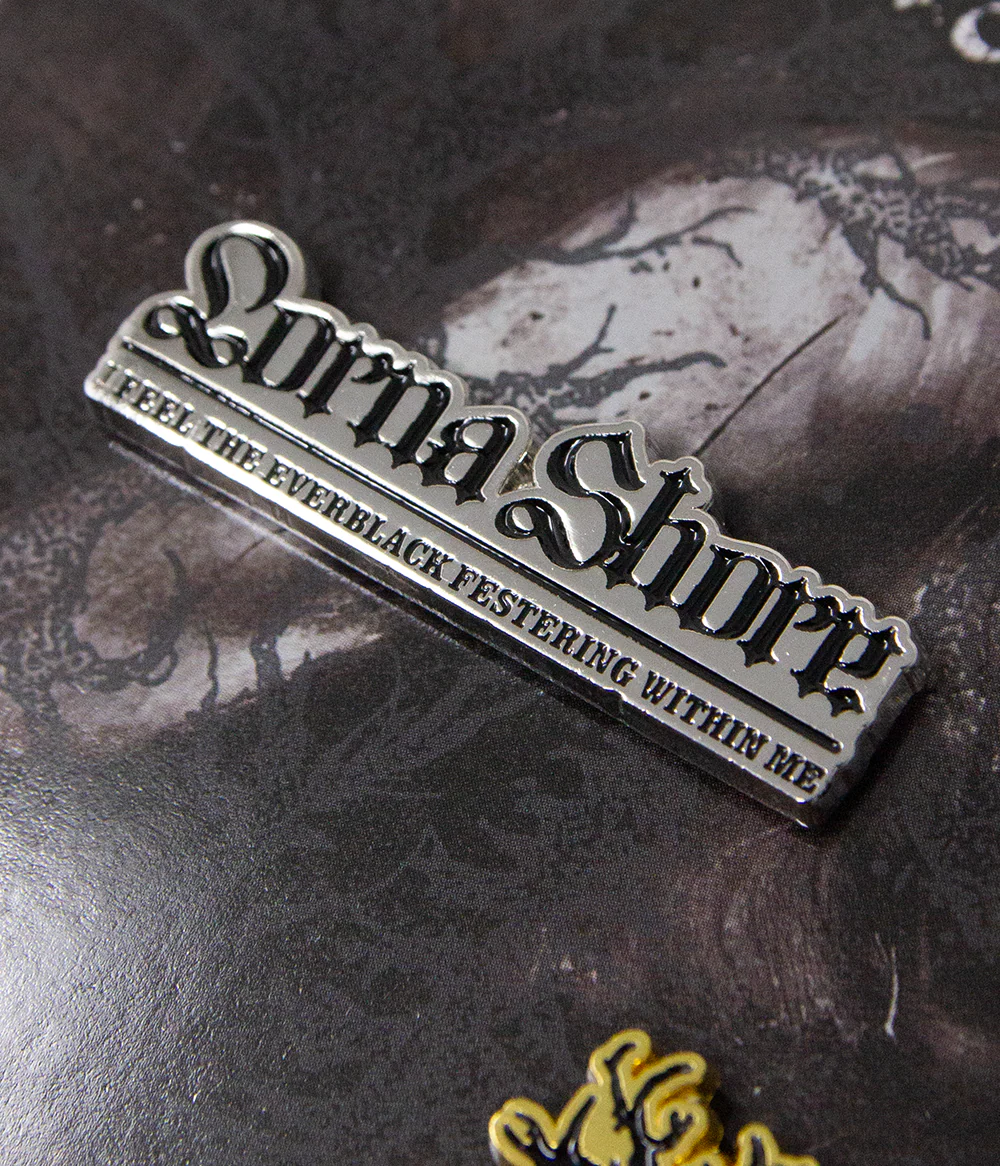 Lorna Shore
I FEEL THE EVERBLACK FESTERING WITHIN ME